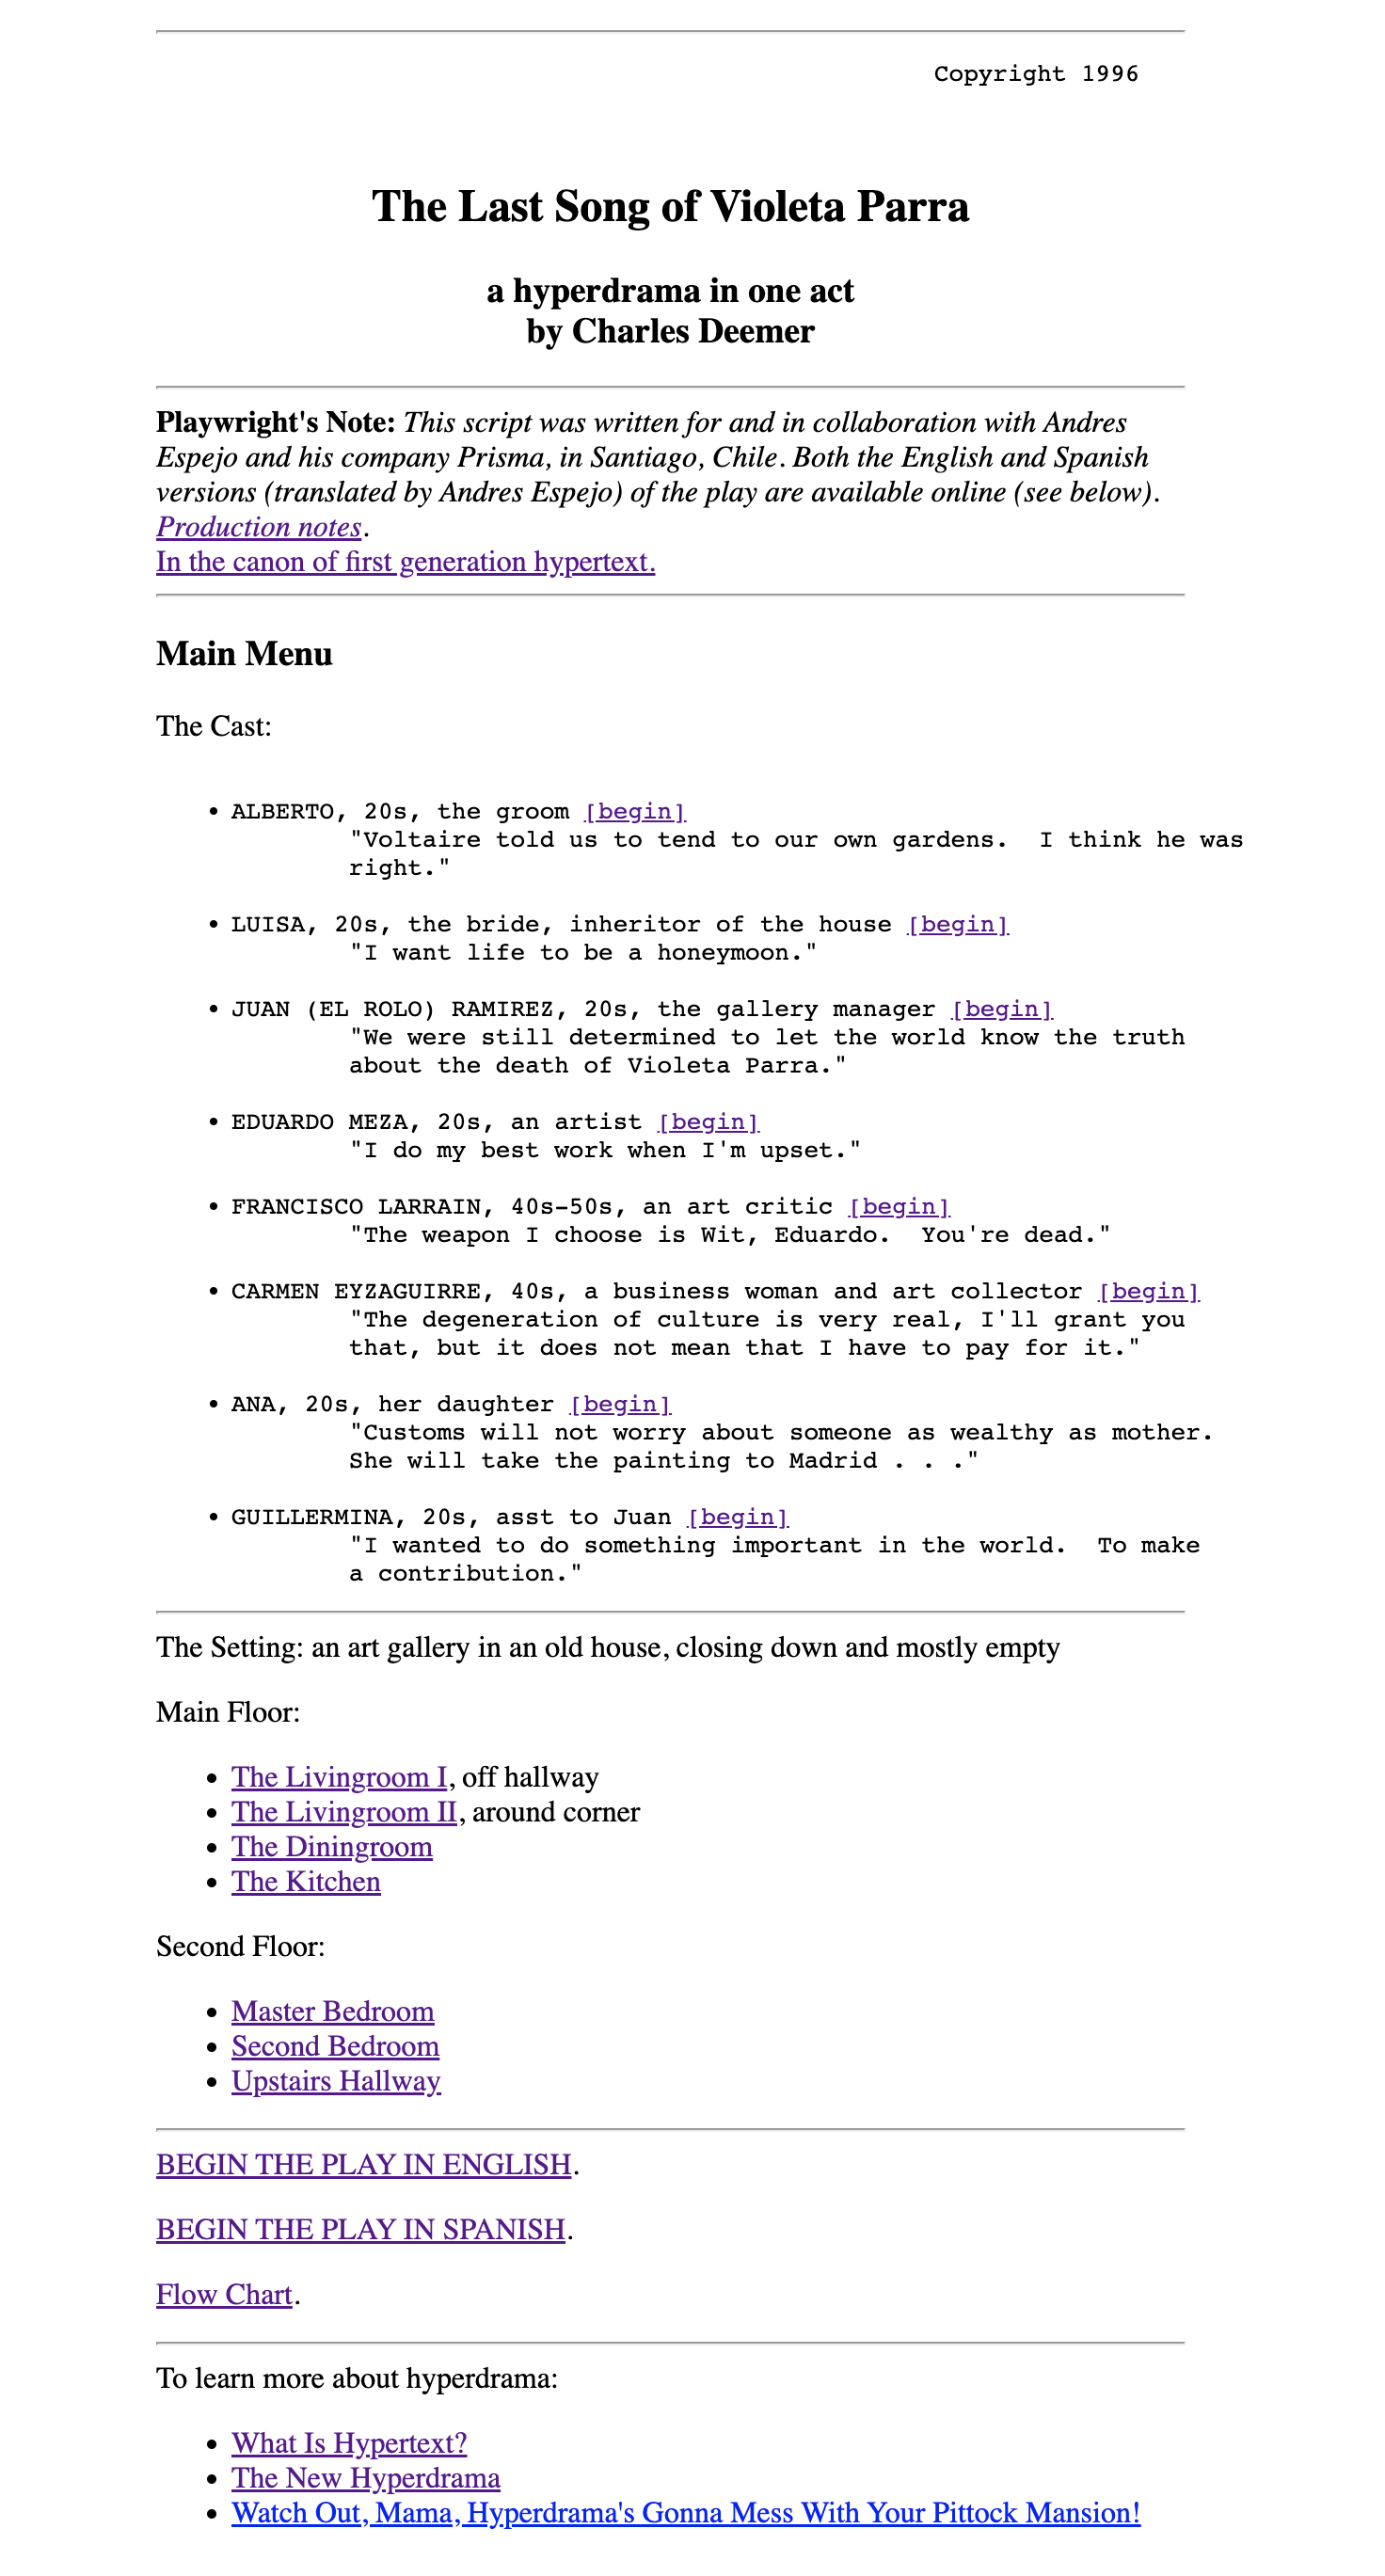 Copyright 1996
The Last Song of Violeta Parra
a hyperdrama in one act
by Charles Deemer
Playwright's Note: This script was written for and in collaboration with Andres
Espejo and his company Prisma, in Santiago, Chile. Both the English and Spanish
versions (translated by Andres Espejo) of the play are available online (see below).
Production notes.
In the canon of first generation hypertext.
Main Menu
The Cast:
• ALBERTO, 20s, the groom [begin]
"Voltaire told us to tend to our own gardens.  I think he was
right."
• LUISA, 20s, the bride, inheritor of the house [begin]
"I want life to be a honeymoon."
• JUAN (EL ROLO) RAMIREZ, 20s, the gallery manager [begin]
"We were still determined to let the world know the truth
about the death of Violeta Parra."
• EDUARDO MEZA, 20s, an artist [begin]
"I do my best work when I'm upset."
• FRANCISCO LARRAIN, 40s-50s, an art critic [begin]
"The weapon I choose is Wit, Eduardo.  You're dead."
• CARMEN EYZAGUIRRE, 40s, a business woman and art collector [begin]
"The degeneration of culture is very real, I'll grant you
that, but it does not mean that I have to pay for it."
• ANA, 20s, her daughter [begin]
"Customs will not worry about someone as wealthy as mother.
She will take the painting to Madrid . . ."
• GUILLERMINA, 20s, asst to Juan [begin]
"I wanted to do something important in the world.  To make
a contribution."
The Setting: an art gallery in an old house, closing down and mostly empty
Main Floor:
• The Livingroom I, off hallway
• The Livingroom II, around corner
• The Diningroom
• The Kitchen
Second Floor:
• Master Bedroom
• Second Bedroom
• Upstairs Hallway
BEGIN THE PLAY IN ENGLISH.
BEGIN THE PLAY IN SPANISH.
Flow Chart.
To learn more about hyperdrama:
• What Is Hypertext?
• The New Hyperdrama
• Watch Out, Mama, Hyperdrama's Gonna Mess With Your Pittock Mansion!